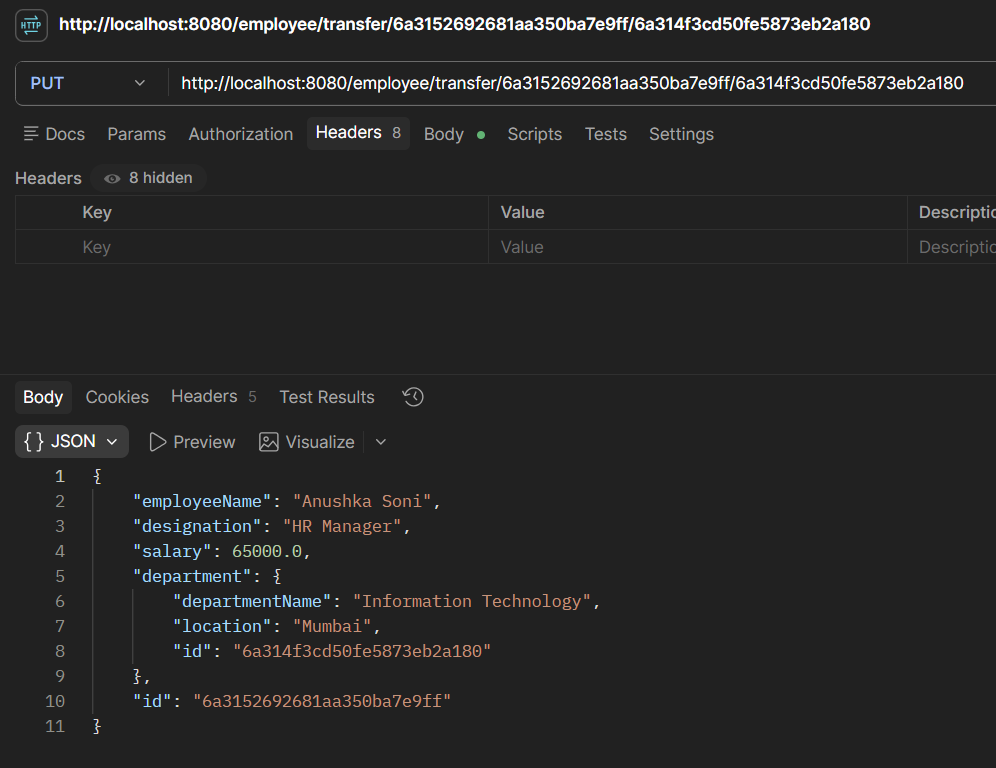 HTTP http://localhost:8080/employee/transfer/6a3152692681aa350ba7e9ff/6a314f3cd50fe5873eb2a180
PUT http://localhost:8080/employee/transfer/6a3152692681aa350ba7e9ff/6a314f3cd50fe5873eb2a180
Docs Params Authorization Headers 8 Body Scripts Tests Settings
Headers 8 hidden
Key Value Descriptio
Key Value Descriptio
Body Cookies Headers 5 Test Results
{} JSON Preview Visualize
1 {
2 "employeeName": "Anushka Soni",
3 "designation": "HR Manager",
4 "salary": 65000.0,
5 "department": {
6 "departmentName": "Information Technology",
7 "location": "Mumbai",
8 "id": "6a314f3cd50fe5873eb2a180"
9 },
10 "id": "6a3152692681aa350ba7e9ff"
11 }